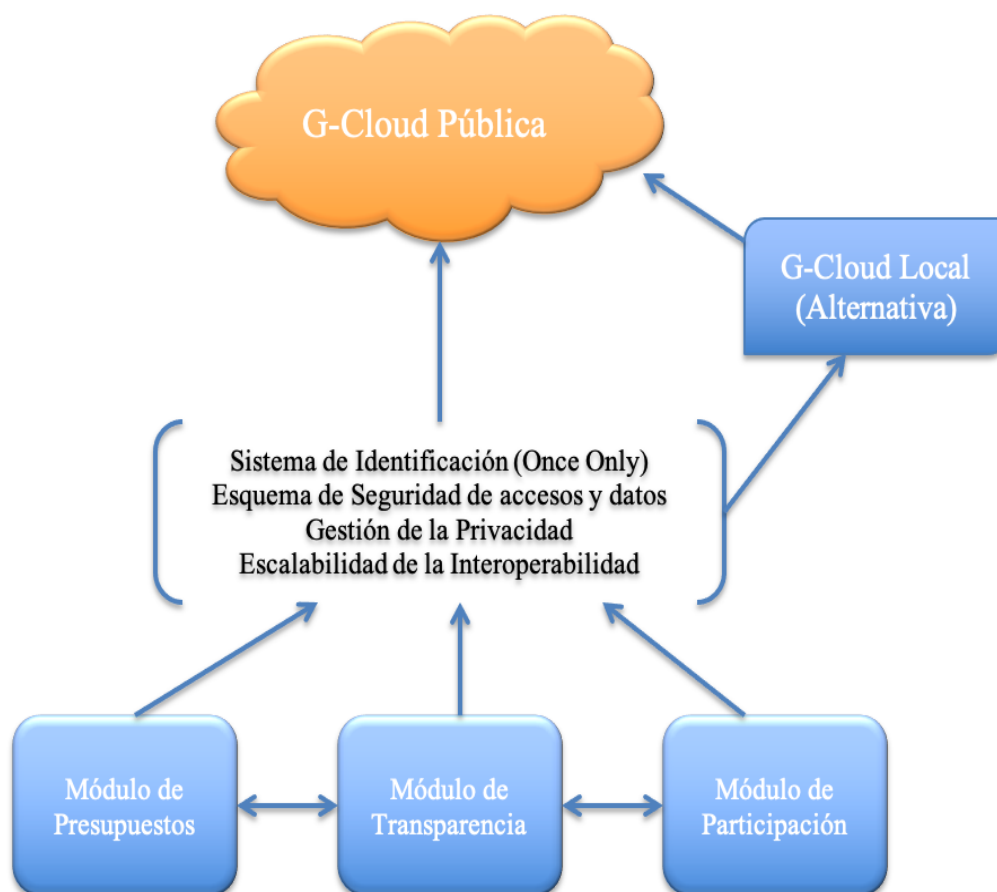 G-Cloud Pública
G-Cloud Local
(Alternativa)
Sistema de Identificación (Once Only)
Esquema de Seguridad de accesos y datos
Gestión de la Privacidad
Escalabilidad de la Interoperabilidad
Módulo de
Presupuestos
Módulo de
Transparencia
Módulo de
Participación